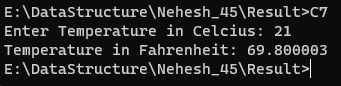 E:\DataStructure\Nehesh_45\Result>C7
Enter Temperature in Celcius: 21
Temperature in Fahrenheit: 69.800003
E:\DataStructure\Nehesh_45\Result>